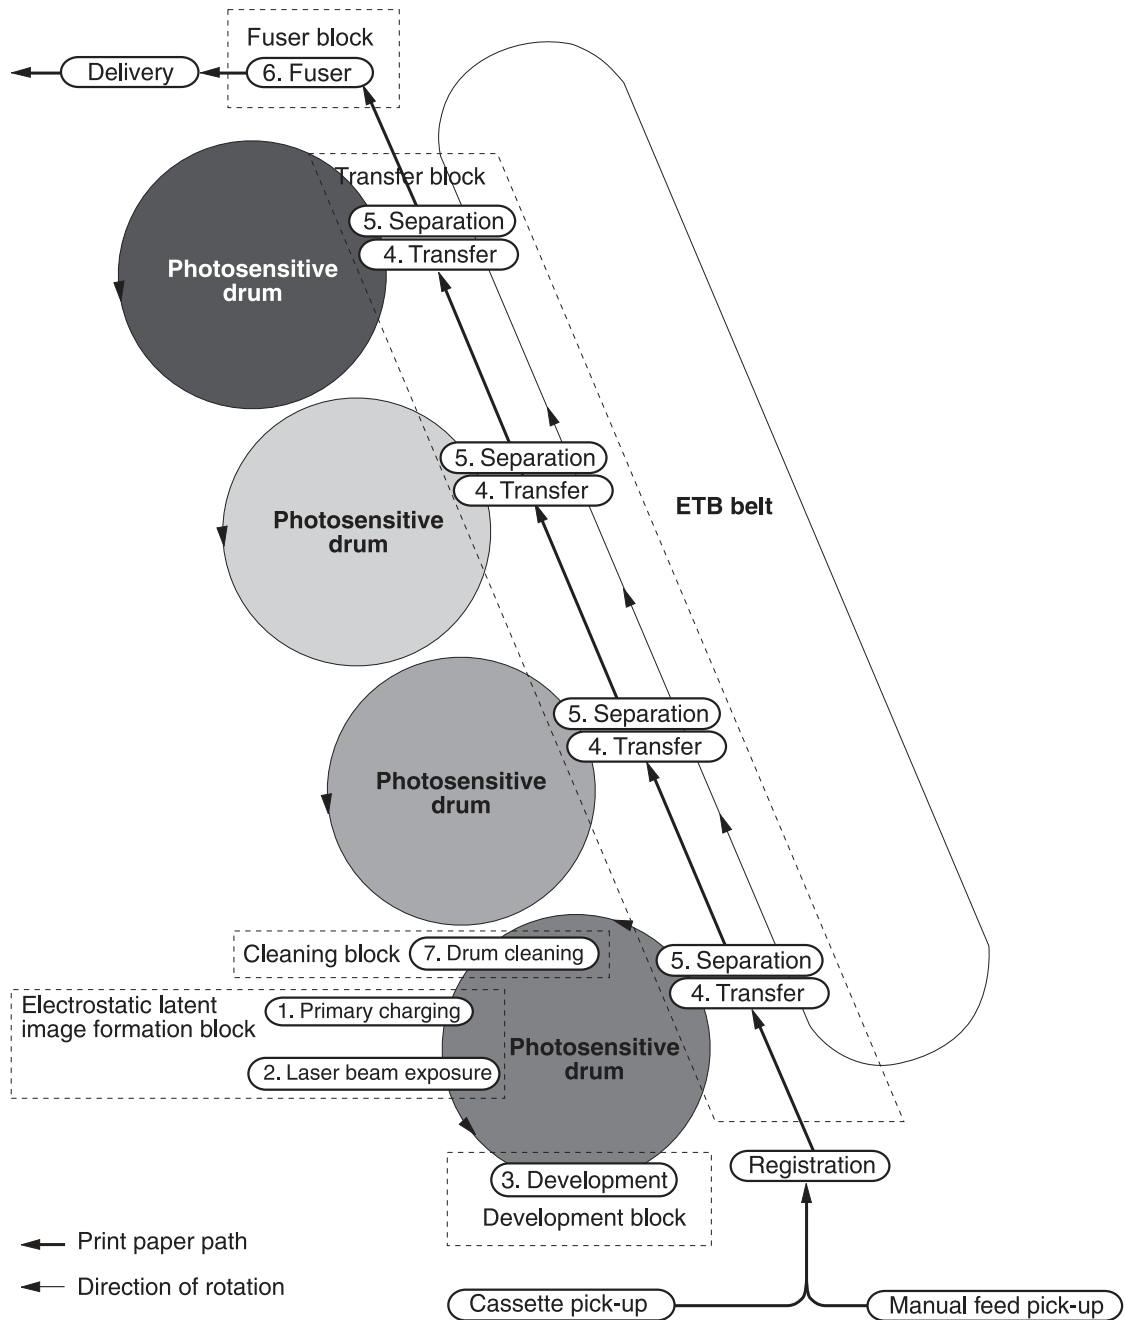 Fuser block
Delivery
6. Fuser
Transfer block
5. Separation
4. Transfer
Photosensitive
drum
5. Separation
4. Transfer
ETB belt
Photosensitive
drum
5. Separation
4. Transfer
Photosensitive
drum
Cleaning block
7. Drum cleaning
5. Separation
4. Transfer
Electrostatic latent
image formation block
1. Primary charging
2. Laser beam exposure
Photosensitive
drum
Registration
3. Development
Development block
Print paper path
Direction of rotation
Cassette pick-up
Manual feed pick-up